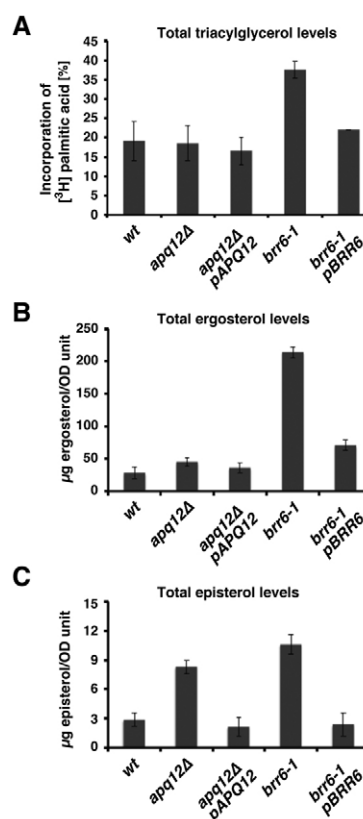 A
Total triacylglycerol levels
Incorporation of
[³H] palmitic acid [%]
45
40
35
30
25
20
15
10
5
0
wt
apq12Δ
apq12Δ
pAPQ12
brr6-1
brr6-1
pBRR6
B
Total ergosterol levels
µg ergosterol/OD unit
250
200
150
100
50
0
wt
apq12Δ
apq12Δ
pAPQ12
brr6-1
brr6-1
pBRR6
C
Total episterol levels
µg episterol/OD unit
15
12
9
6
3
0
wt
apq12Δ
apq12Δ
pAPQ12
brr6-1
brr6-1
pBRR6